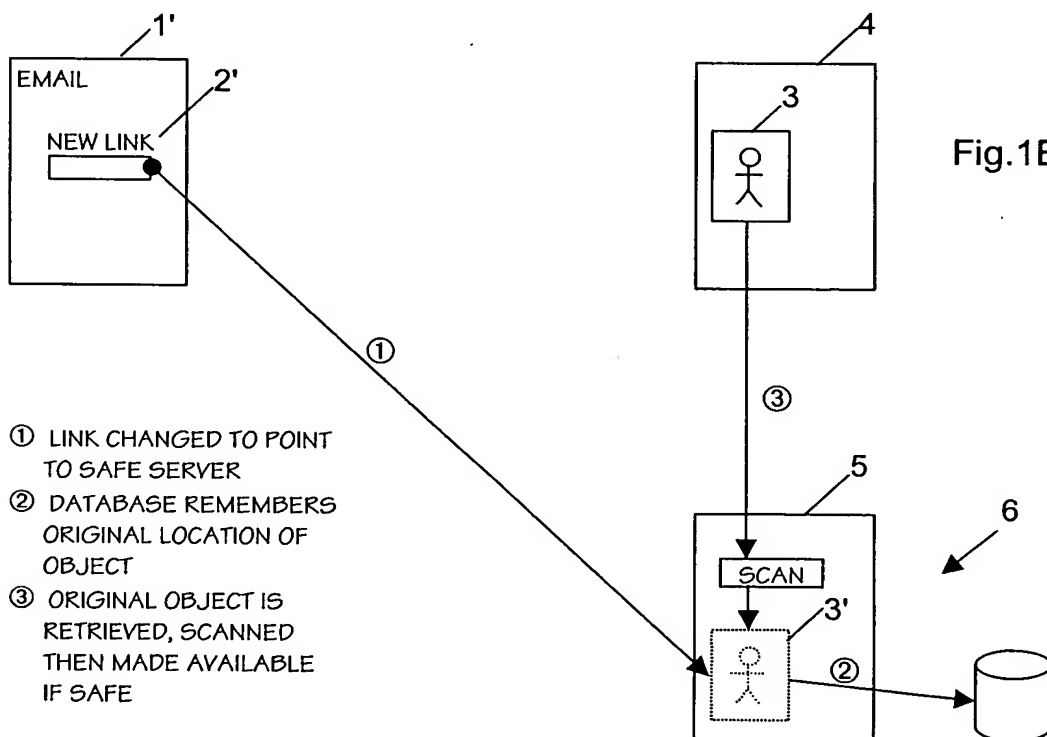 1'
4
EMAIL
2'
3
NEW LINK
Fig.1B
①
③
① LINK CHANGED TO POINT
TO SAFE SERVER
② DATABASE REMEMBERS
ORIGINAL LOCATION OF
OBJECT
③ ORIGINAL OBJECT IS
RETRIEVED, SCANNED
THEN MADE AVAILABLE
IF SAFE
5
6
SCAN
3'
②